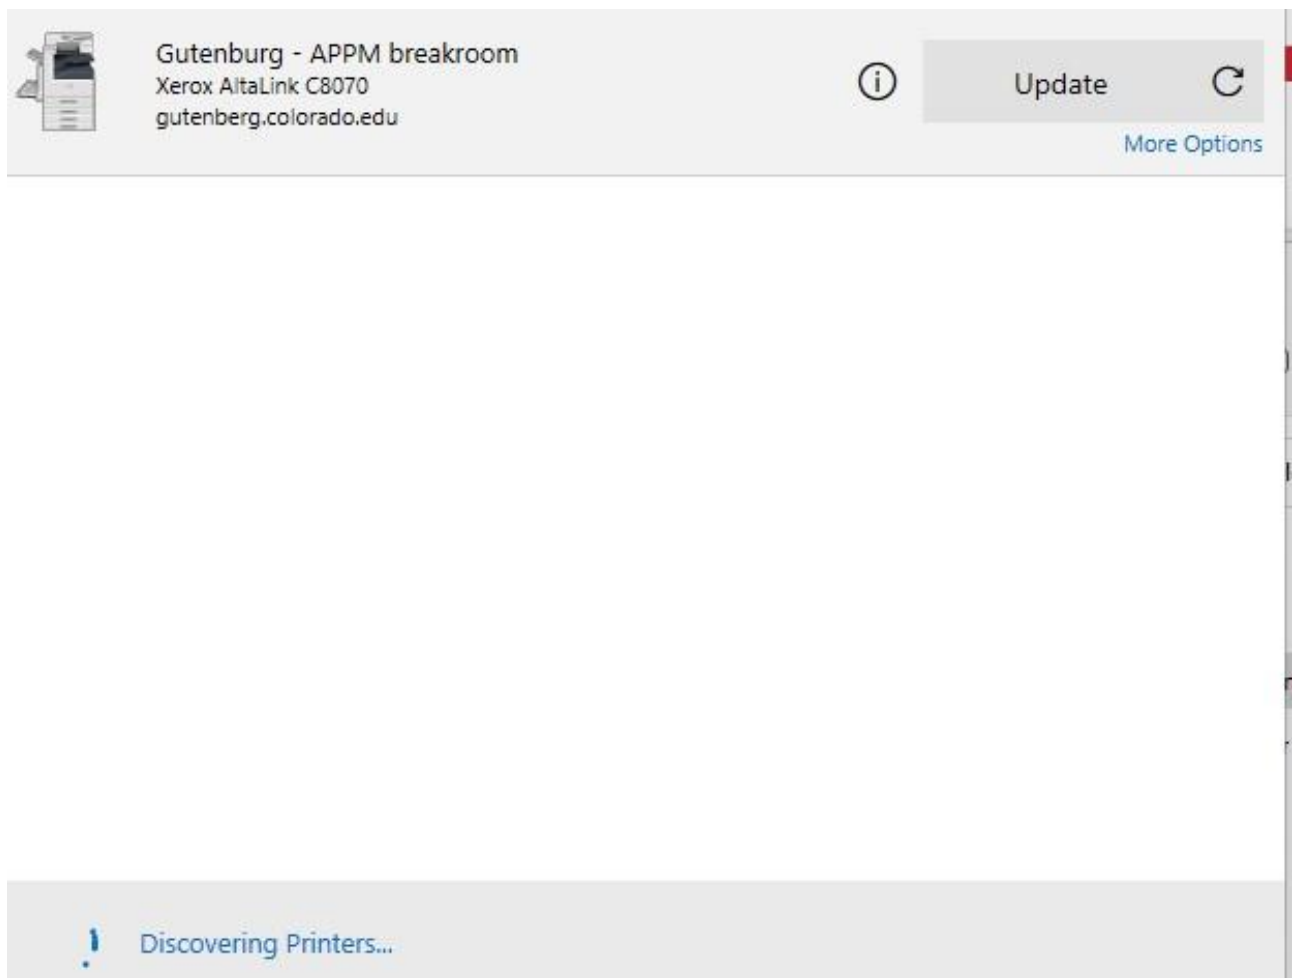 Gutenburg - APPM breakroom
Xerox AltaLink C8070
gutenberg.colorado.edu
Update
More Options
Discovering Printers...